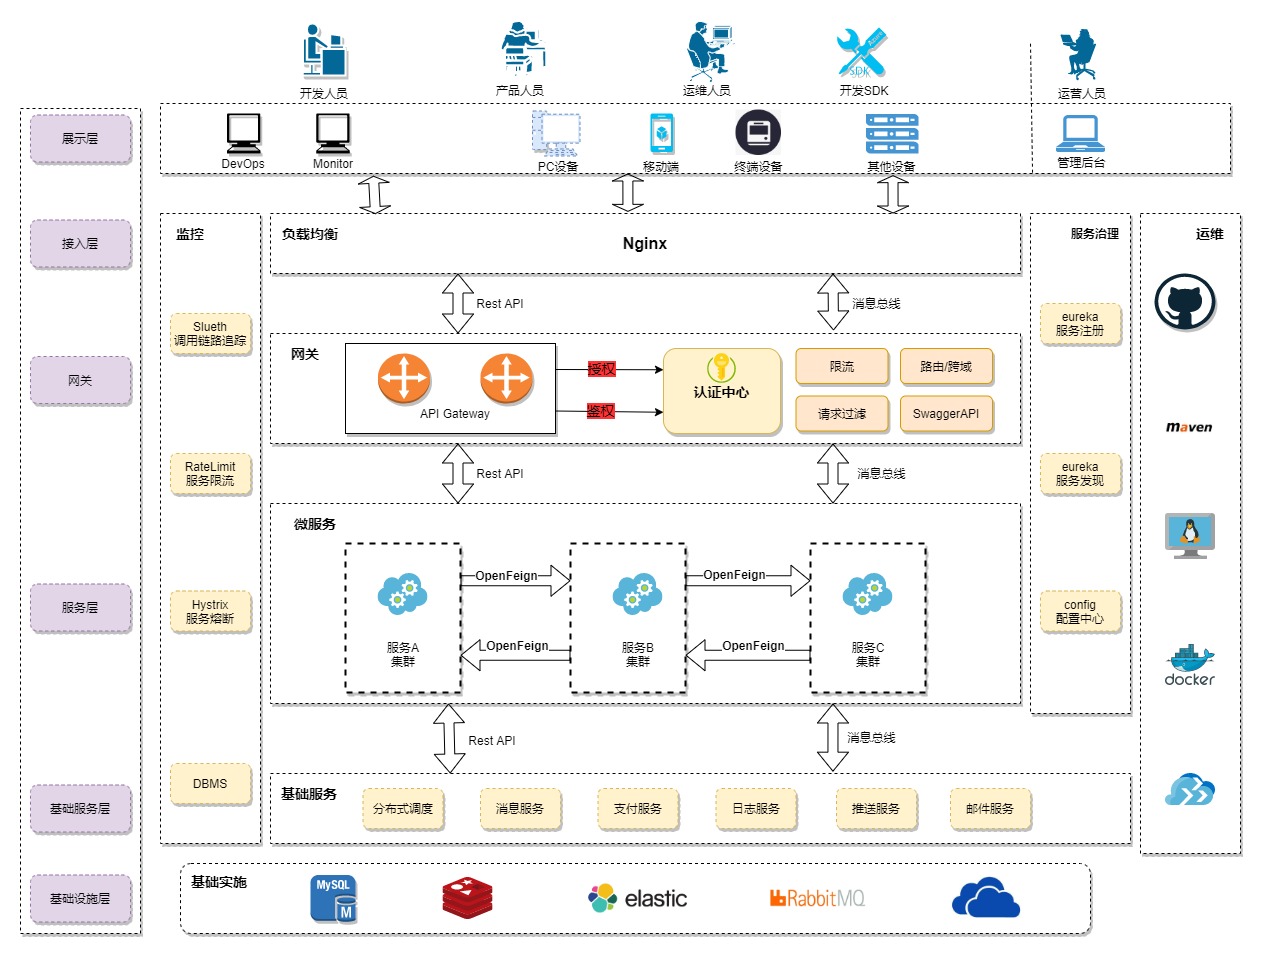 开发人员
产品人员
运维人员
SDK
开发SDK
运营人员
展示层
DevOps
Monitor
PC设备
移动端
终端设备
其他设备
管理后台
接入层
监控
负载均衡
Nginx
服务治理
运维
Rest API
消息总线
Slueth
调用链路追踪
eureka
服务注册
网关
网关
API Gateway
授权
鉴权
认证中心
限流
路由/跨域
请求过滤
SwaggerAPI
maven
Rest API
消息总线
RateLimit
服务限流
eureka
服务发现
服务层
微服务
OpenFeign
OpenFeign
服务A
集群
OpenFeign
服务B
集群
OpenFeign
服务C
集群
Hystrix
服务熔断
config
配置中心
docker
Rest API
消息总线
DBMS
基础服务层
基础服务
分布式调度
消息服务
支付服务
日志服务
推送服务
邮件服务
基础设施层
基础实施
MySQL
M
elastic
RabbitMQ